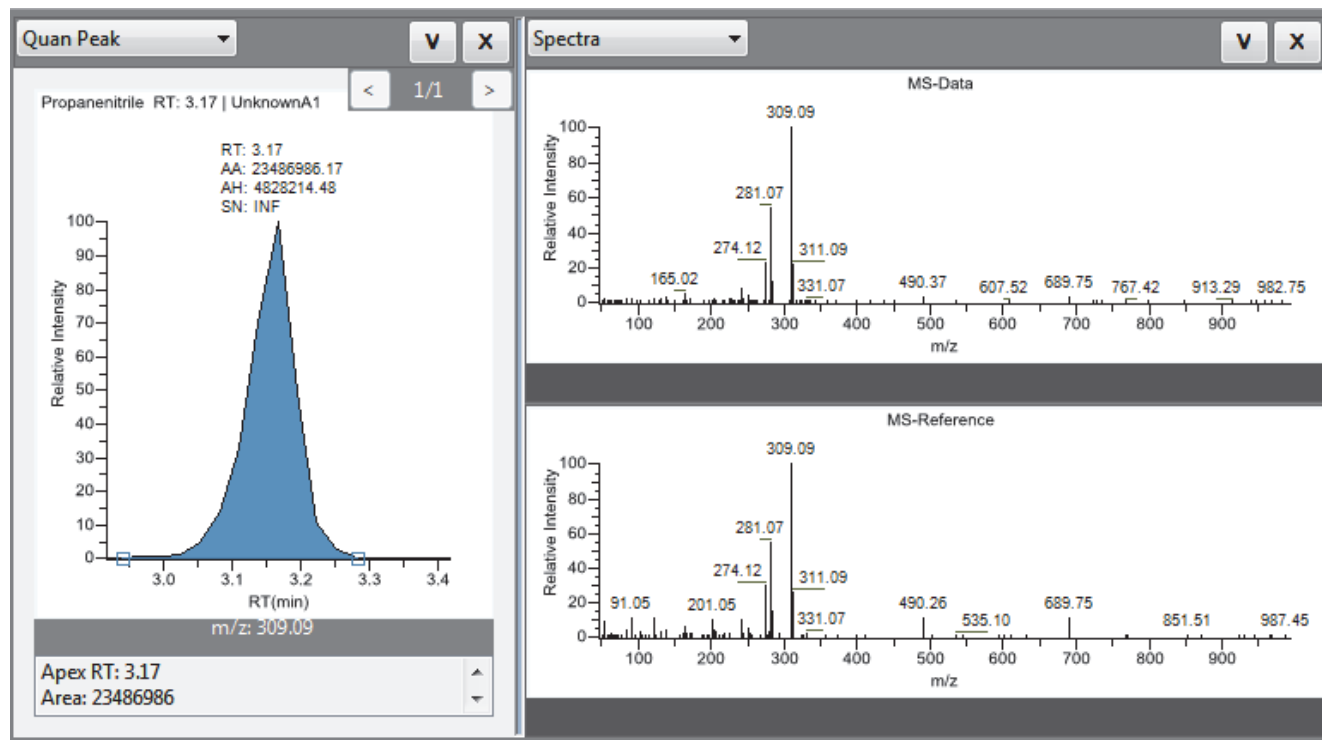 Quan Peak
V X
< 1/1 >
Propanenitrile RT: 3.17 | UnknownA1
RT: 3.17
AA: 23486986.17
AH: 4828214.48
SN: INF
100
90
80
70
60
50
40
30
20
10
0
Relative Intensity
3.0 3.1 3.2 3.3 3.4
RT(min)
m/z: 309.09
Apex RT: 3.17
Area: 23486986
Spectra
V X
MS-Data
309.09
281.07
274.12
311.09
165.02
331.07
490.37
607.52
689.75
767.42
913.29
982.75
100
80
60
40
20
0
Relative Intensity
100 200 300 400 500 600 700 800 900
m/z
MS-Reference
309.09
281.07
274.12
311.09
91.05
201.05
331.07
490.26
535.10
689.75
851.51
987.45
100
80
60
40
20
0
Relative Intensity
100 200 300 400 500 600 700 800 900
m/z